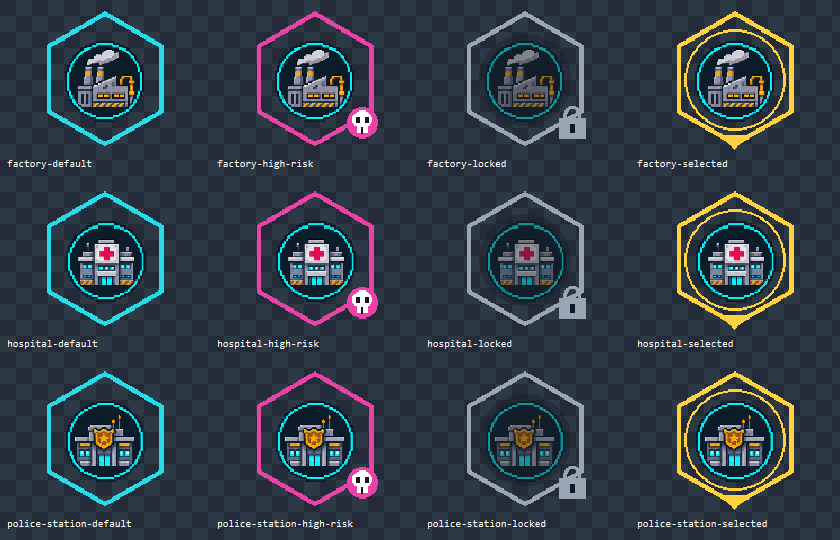 factory-default
factory-high-risk
factory-locked
factory-selected
hospital-default
hospital-high-risk
hospital-locked
hospital-selected
police-station-default
police-station-high-risk
police-station-locked
police-station-selected